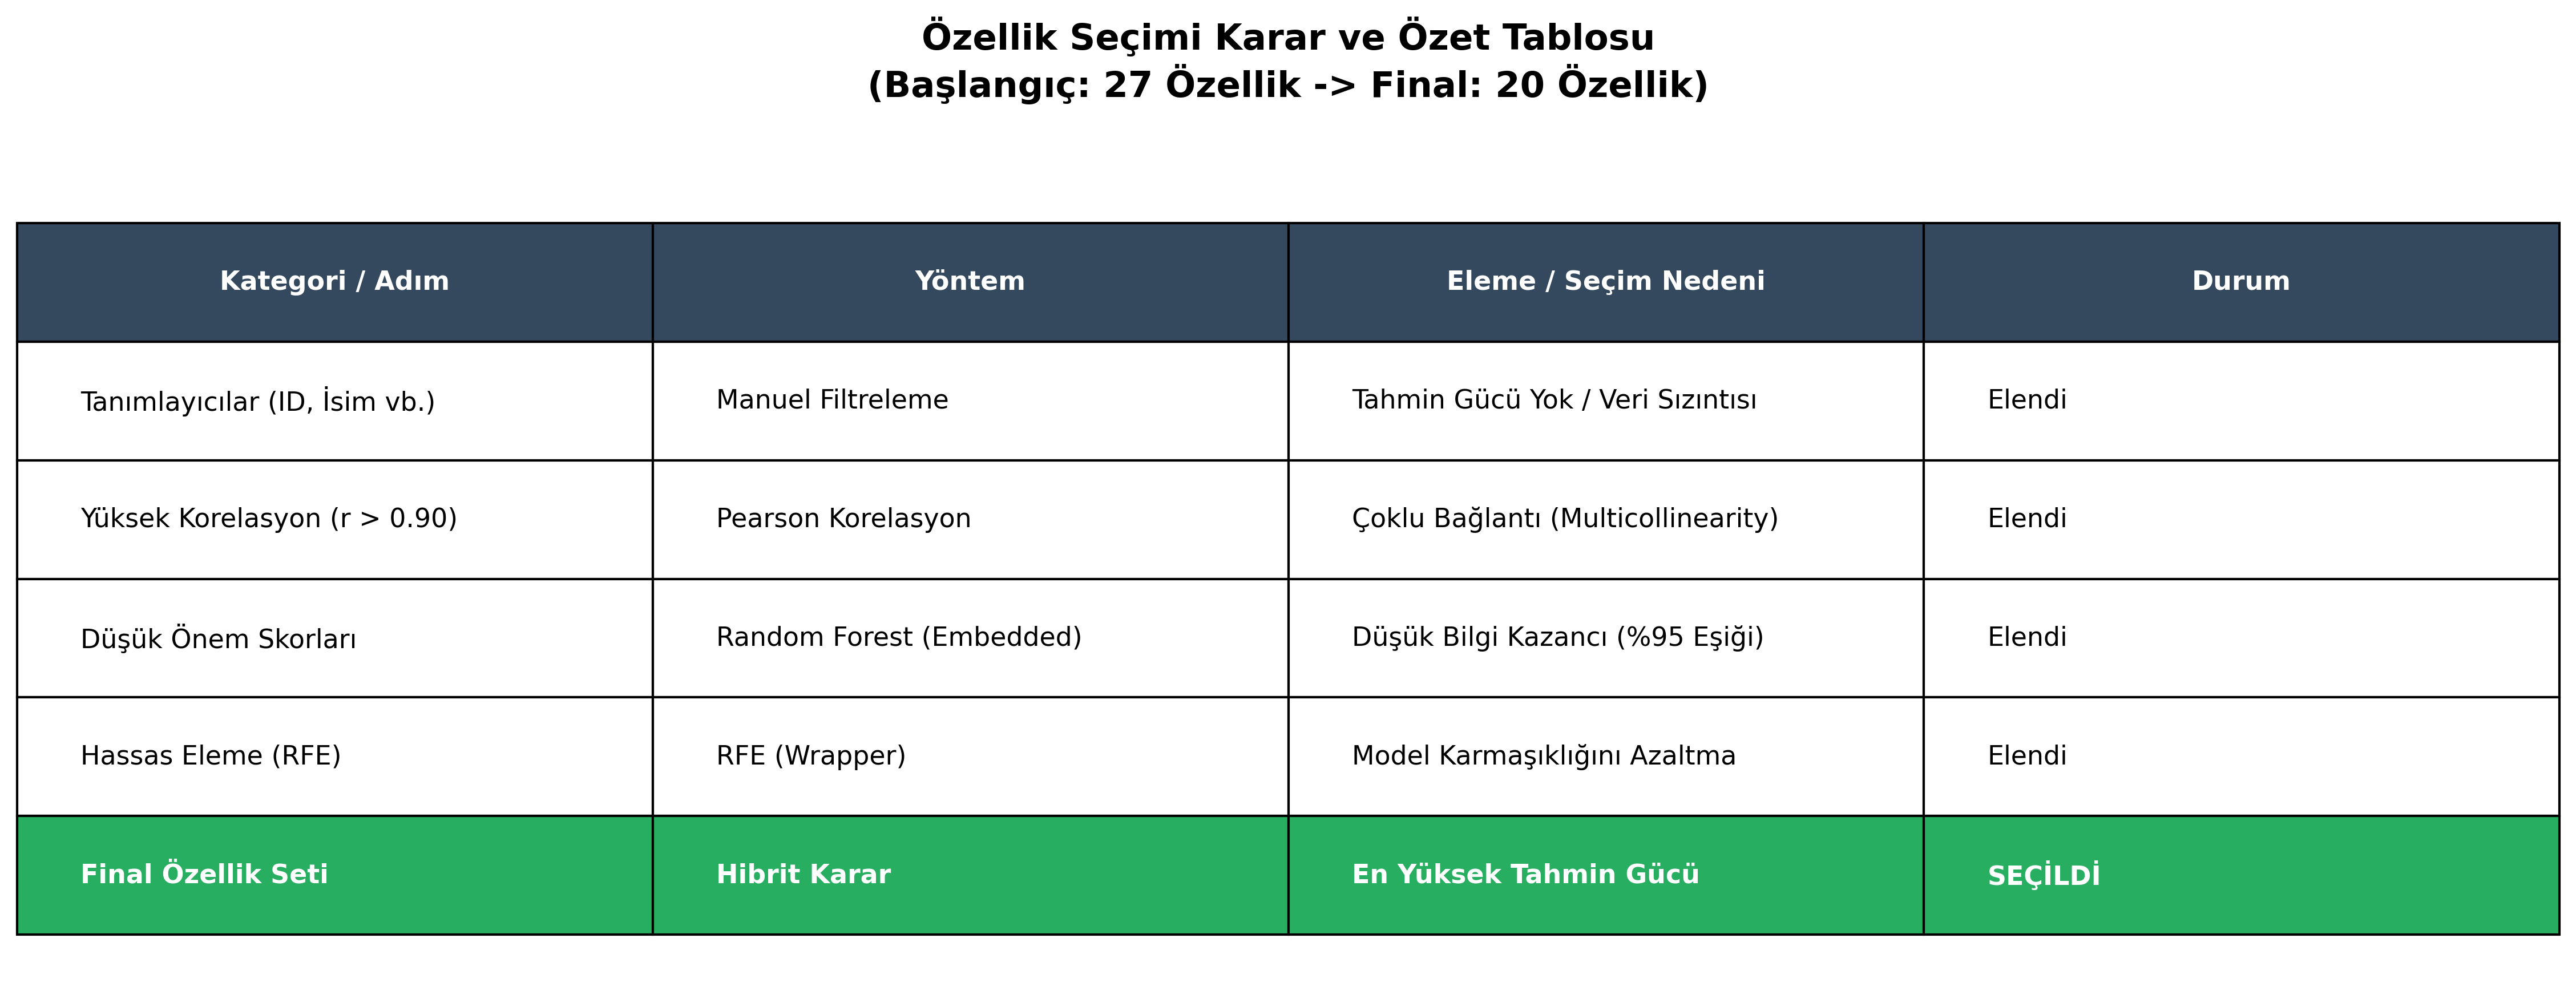 Özellik Seçimi Karar ve Özet Tablosu
(Başlangıç: 27 Özellik -> Final: 20 Özellik)
Kategori / Adım Yöntem Eleme / Seçim Nedeni Durum
Tanımlayıcılar (ID, İsim vb.) Manuel Filtreleme Tahmin Gücü Yok / Veri Sızıntısı Elendi
Yüksek Korelasyon (r > 0.90) Pearson Korelasyon Çoklu Bağlantı (Multicollinearity) Elendi
Düşük Önem Skorları Random Forest (Embedded) Düşük Bilgi Kazancı (%95 Eşiği) Elendi
Hassas Eleme (RFE) RFE (Wrapper) Model Karmaşıklığını Azaltma Elendi
Final Özellik Seti Hibrit Karar En Yüksek Tahmin Gücü SEÇİLDİ